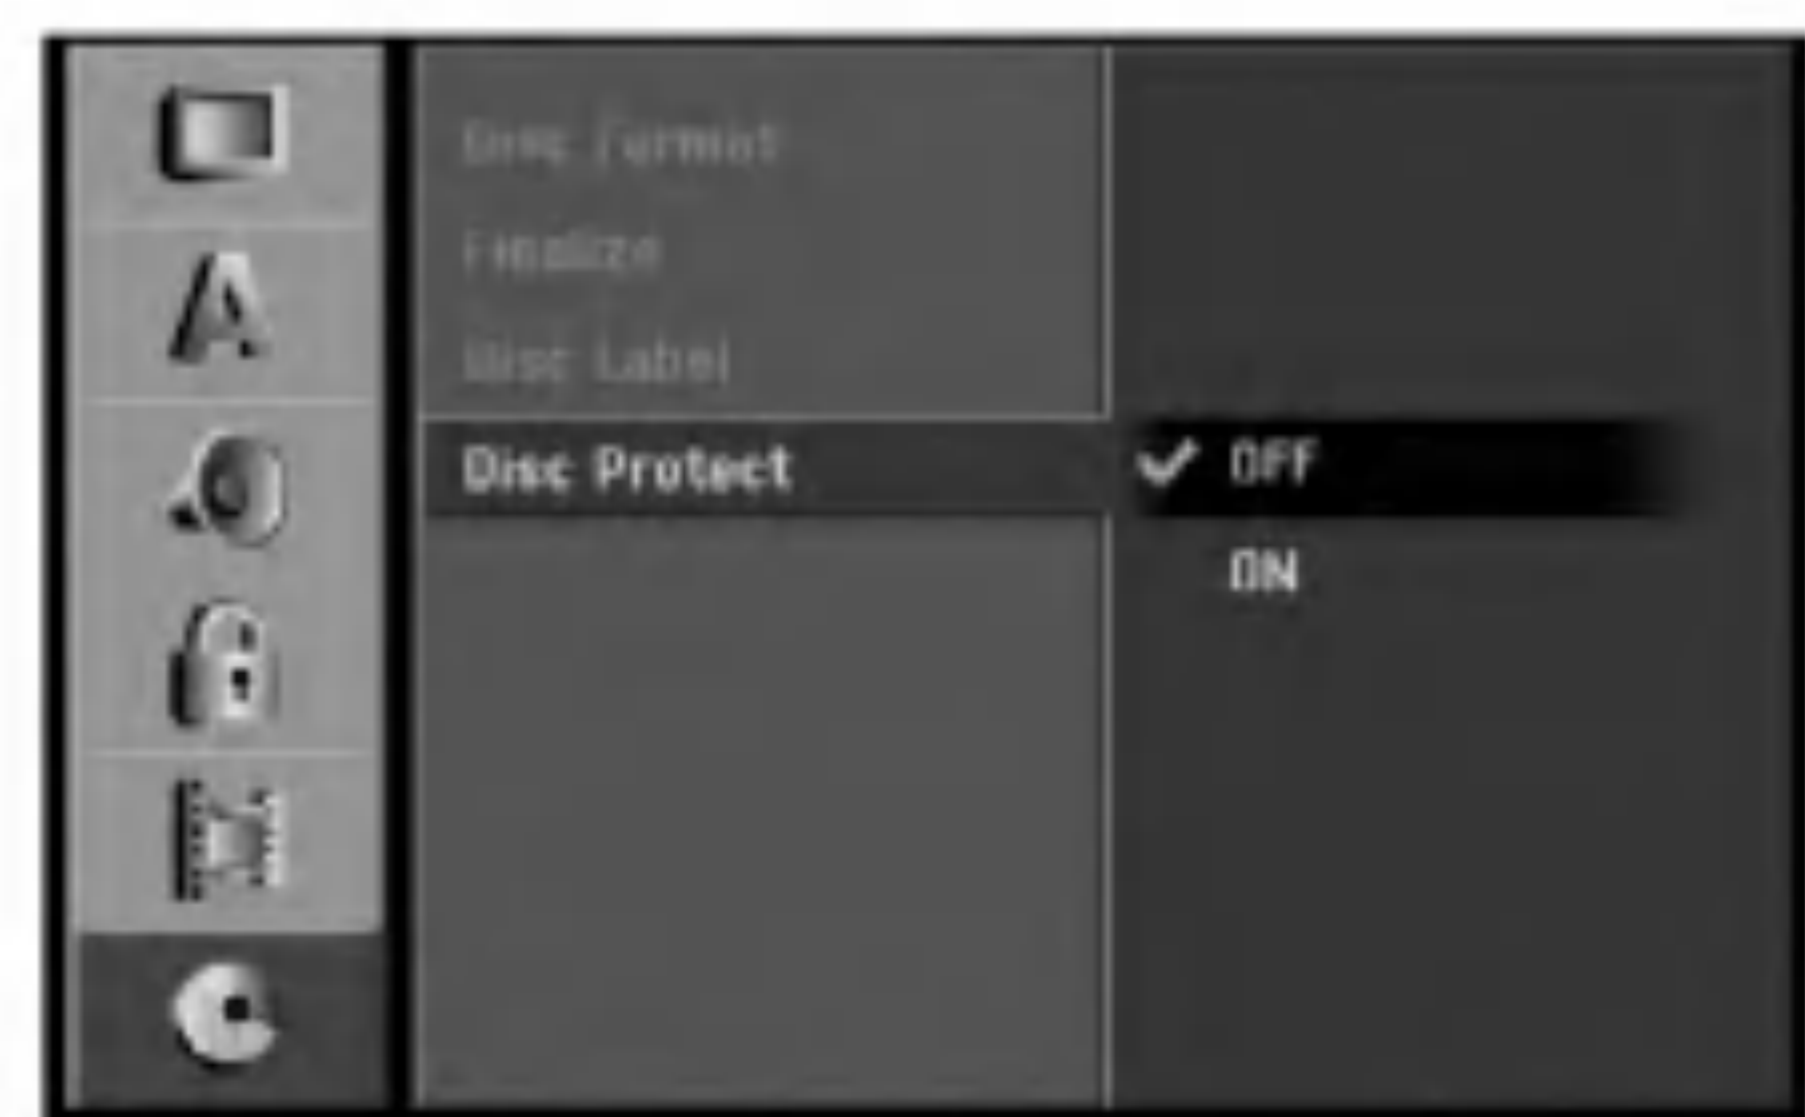 Disc Format
Finalize
Disc Label
Disc Protect
OFF
ON